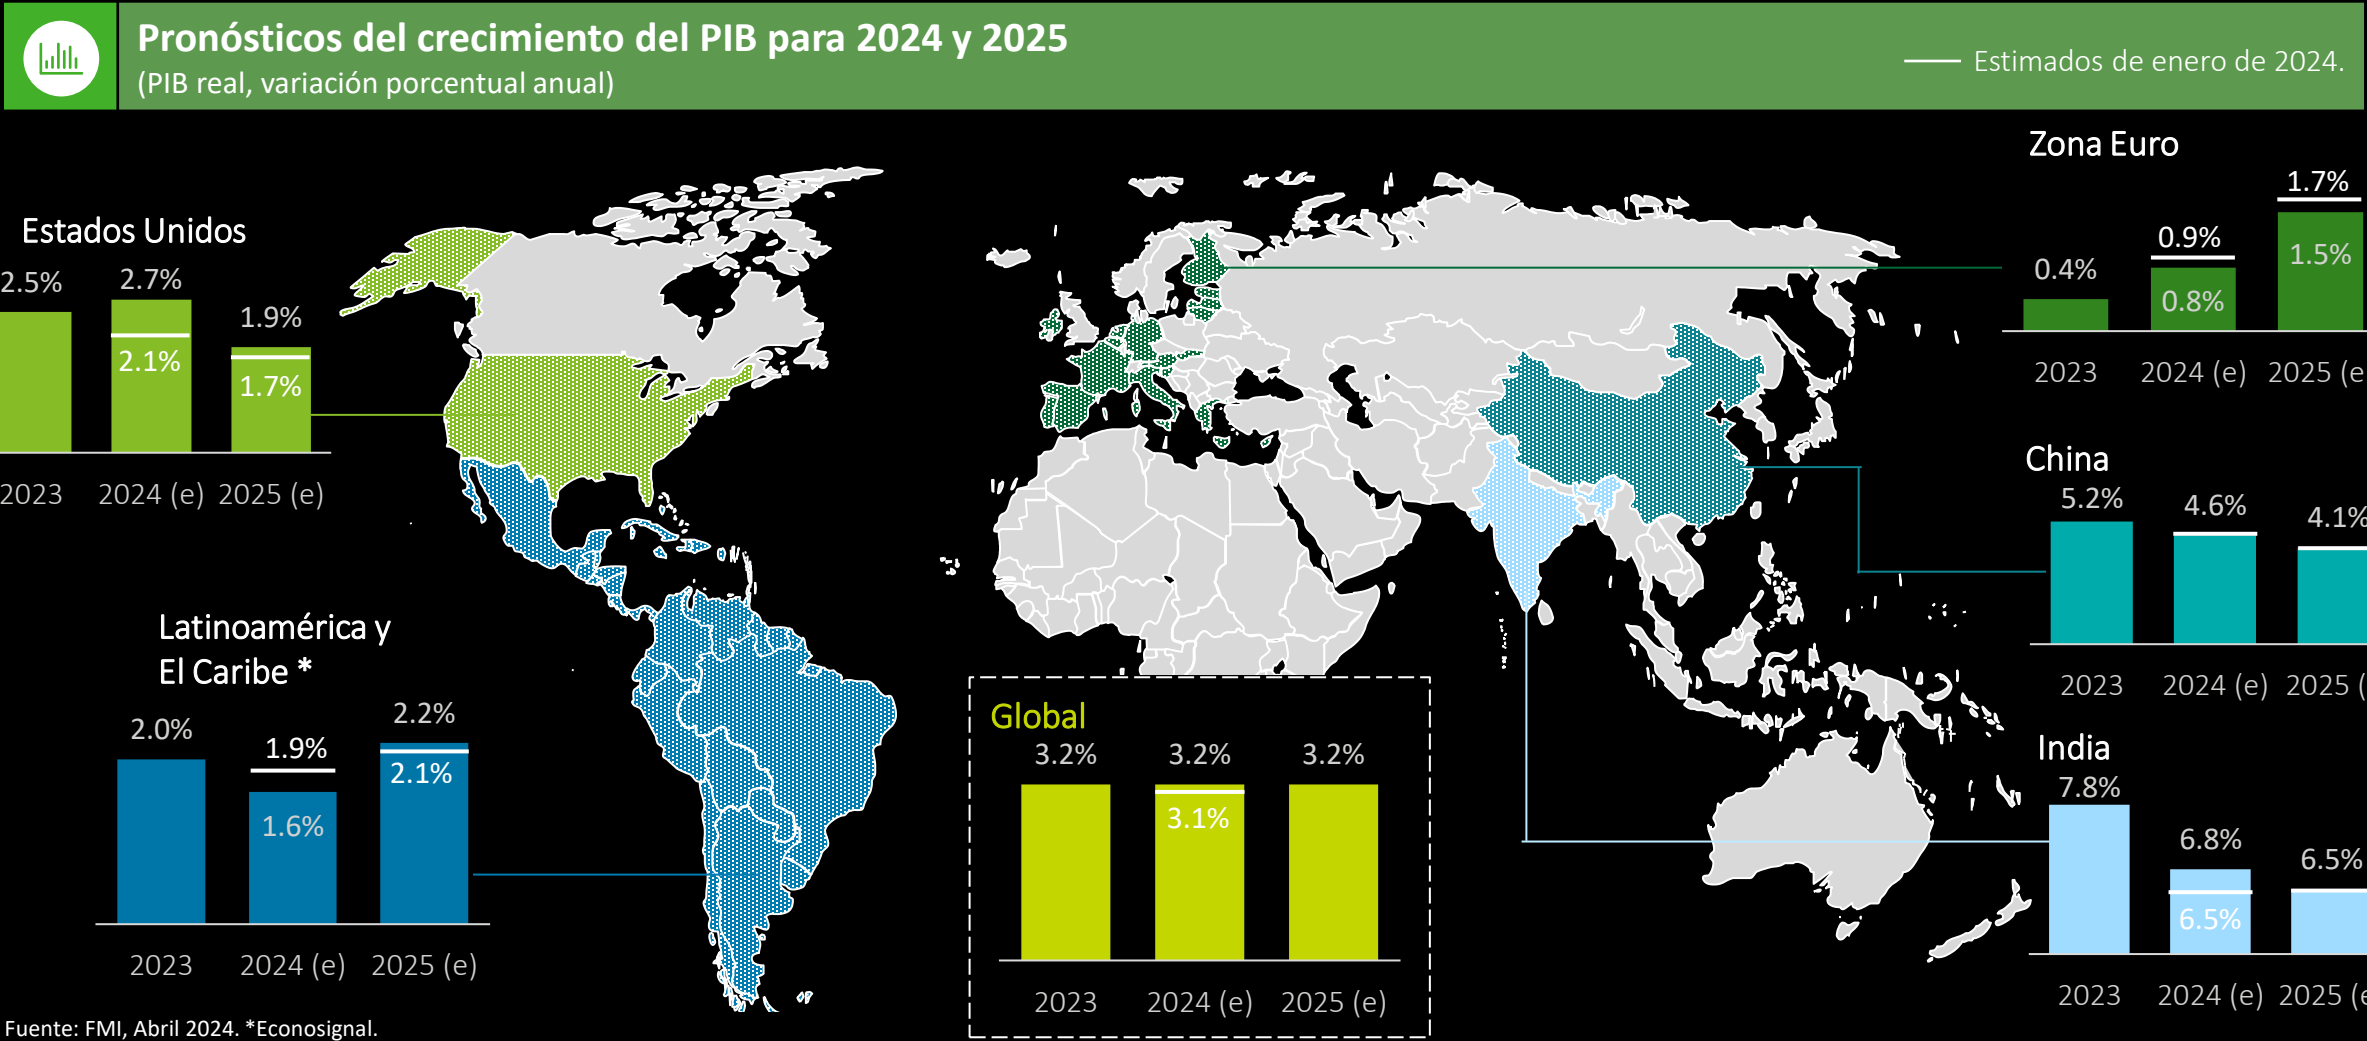 Pronósticos del crecimiento del PIB para 2024 y 2025
(PIB real, variación porcentual anual)
Estimados de enero de 2024.
Estados Unidos
2.5%
2.7%
1.9%
2.1%
1.7%
2023
2024 (e)
2025 (e)
Latinoamérica y
El Caribe *
2.0%
1.9%
2.2%
1.6%
2.1%
2023
2024 (e)
2025 (e)
Global
3.2%
3.2%
3.2%
3.1%
2023
2024 (e)
2025 (e)
Zona Euro
0.4%
0.9%
1.7%
0.8%
1.5%
2023
2024 (e)
2025 (e
China
5.2%
4.6%
4.1%
2023
2024 (e)
2025 (
India
7.8%
6.8%
6.5%
6.5%
2023
2024 (e)
2025 (e
Fuente: FMI, Abril 2024. *Econosignal.